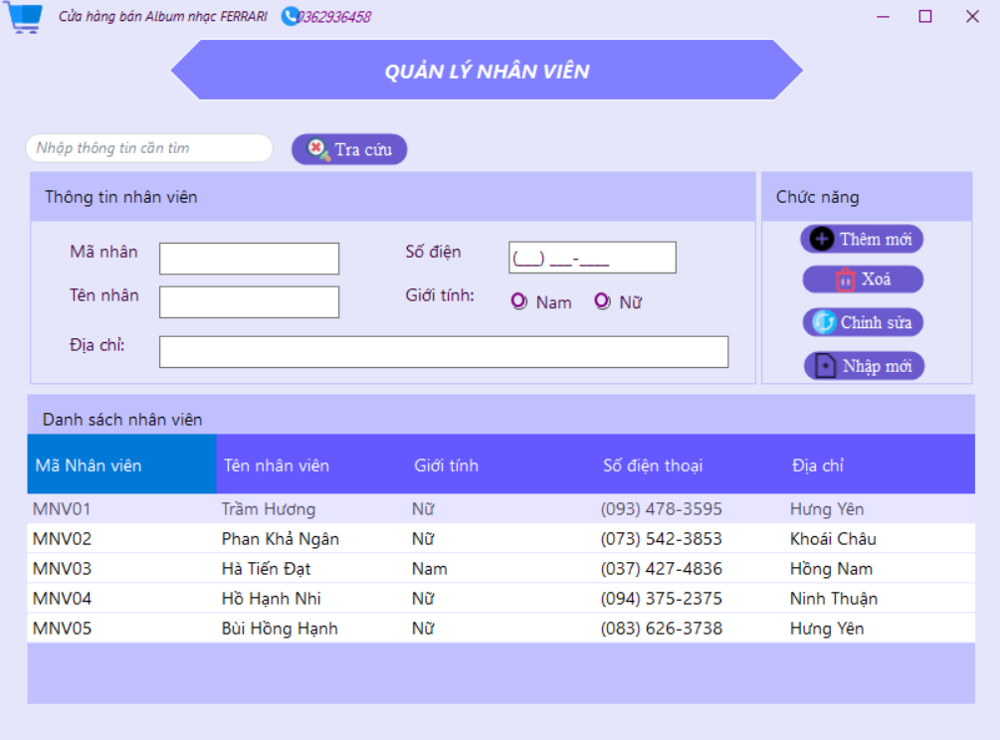 Cửa hàng bán Album nhạc FERRARI 0362936458
QUẢN LÝ NHÂN VIÊN
Nhập thông tin cần tìm Tra cứu
Thông tin nhân viên
Mã nhân
Số điện (___) ___-____
Tên nhân
Giới tính: Nam Nữ
Địa chỉ:
Chức năng
Thêm mới
Xoá
Chỉnh sửa
Nhập mới
Danh sách nhân viên
Mã Nhân viên Tên nhân viên Giới tính Số điện thoại Địa chỉ
MNV01 Trầm Hương Nữ (093) 478-3595 Hưng Yên
MNV02 Phan Khả Ngân Nữ (073) 542-3853 Khoái Châu
MNV03 Hà Tiến Đạt Nam (037) 427-4836 Hồng Nam
MNV04 Hồ Hạnh Nhi Nữ (094) 375-2375 Ninh Thuận
MNV05 Bùi Hồng Hạnh Nữ (083) 626-3738 Hưng Yên